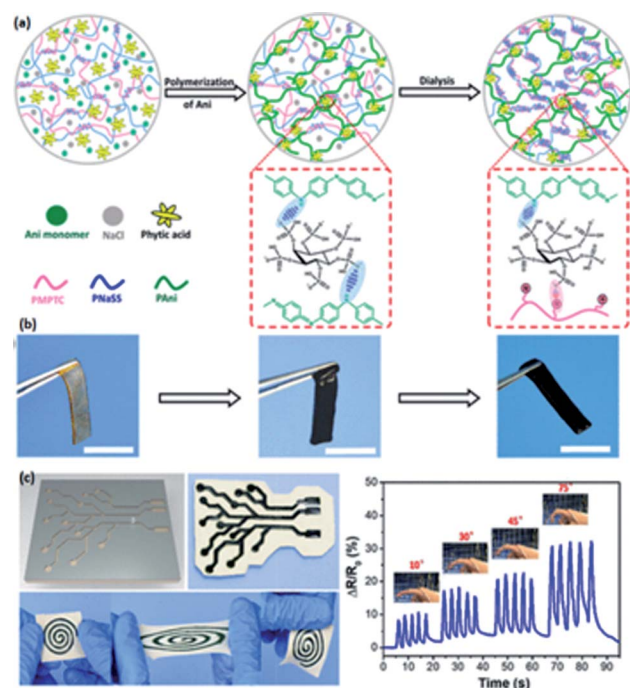 (a)
Polymerization
of Ani
Dialysis
Ani monomer
NaCl
Phytic acid
PMPTC
PNaSS
PAni
(b)
(c)
ΔR/R₀ (%)
50
40
30
20
10
0
10°
30°
45°
75°
0 10 20 30 40 50 60 70 80 90
Time (s)